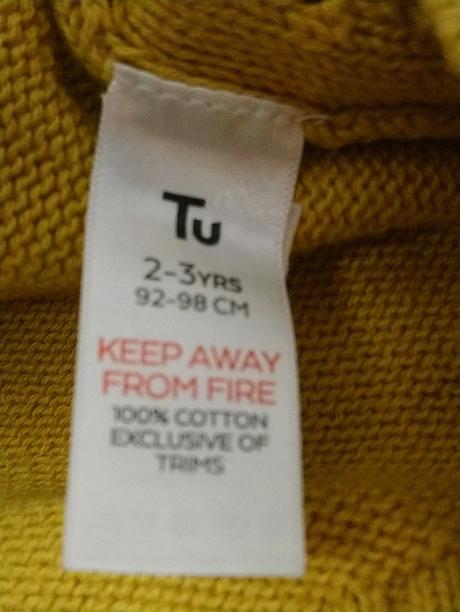 Tu
2-3YRS
92-98 CM
KEEP AWAY
FROM FIRE
100% COTTON
EXCLUSIVE OF
TRIMS